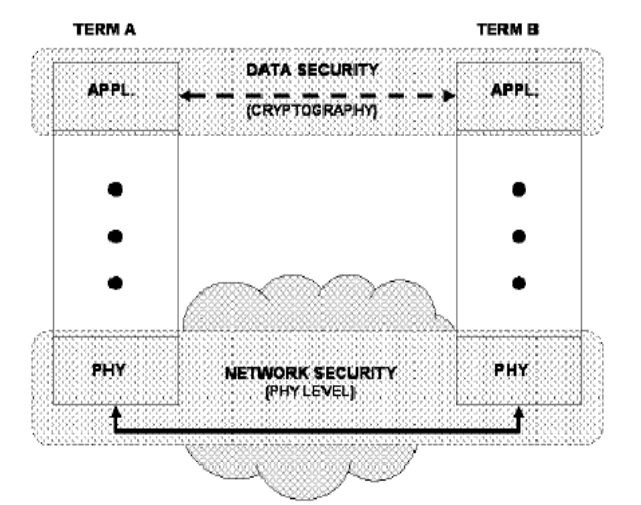 TERM A
TERM B
DATA SECURITY
APPL.
APPL.
(CRYPTOGRAPHY)
PHY
NETWORK SECURITY
PHY
(PHY LEVEL)